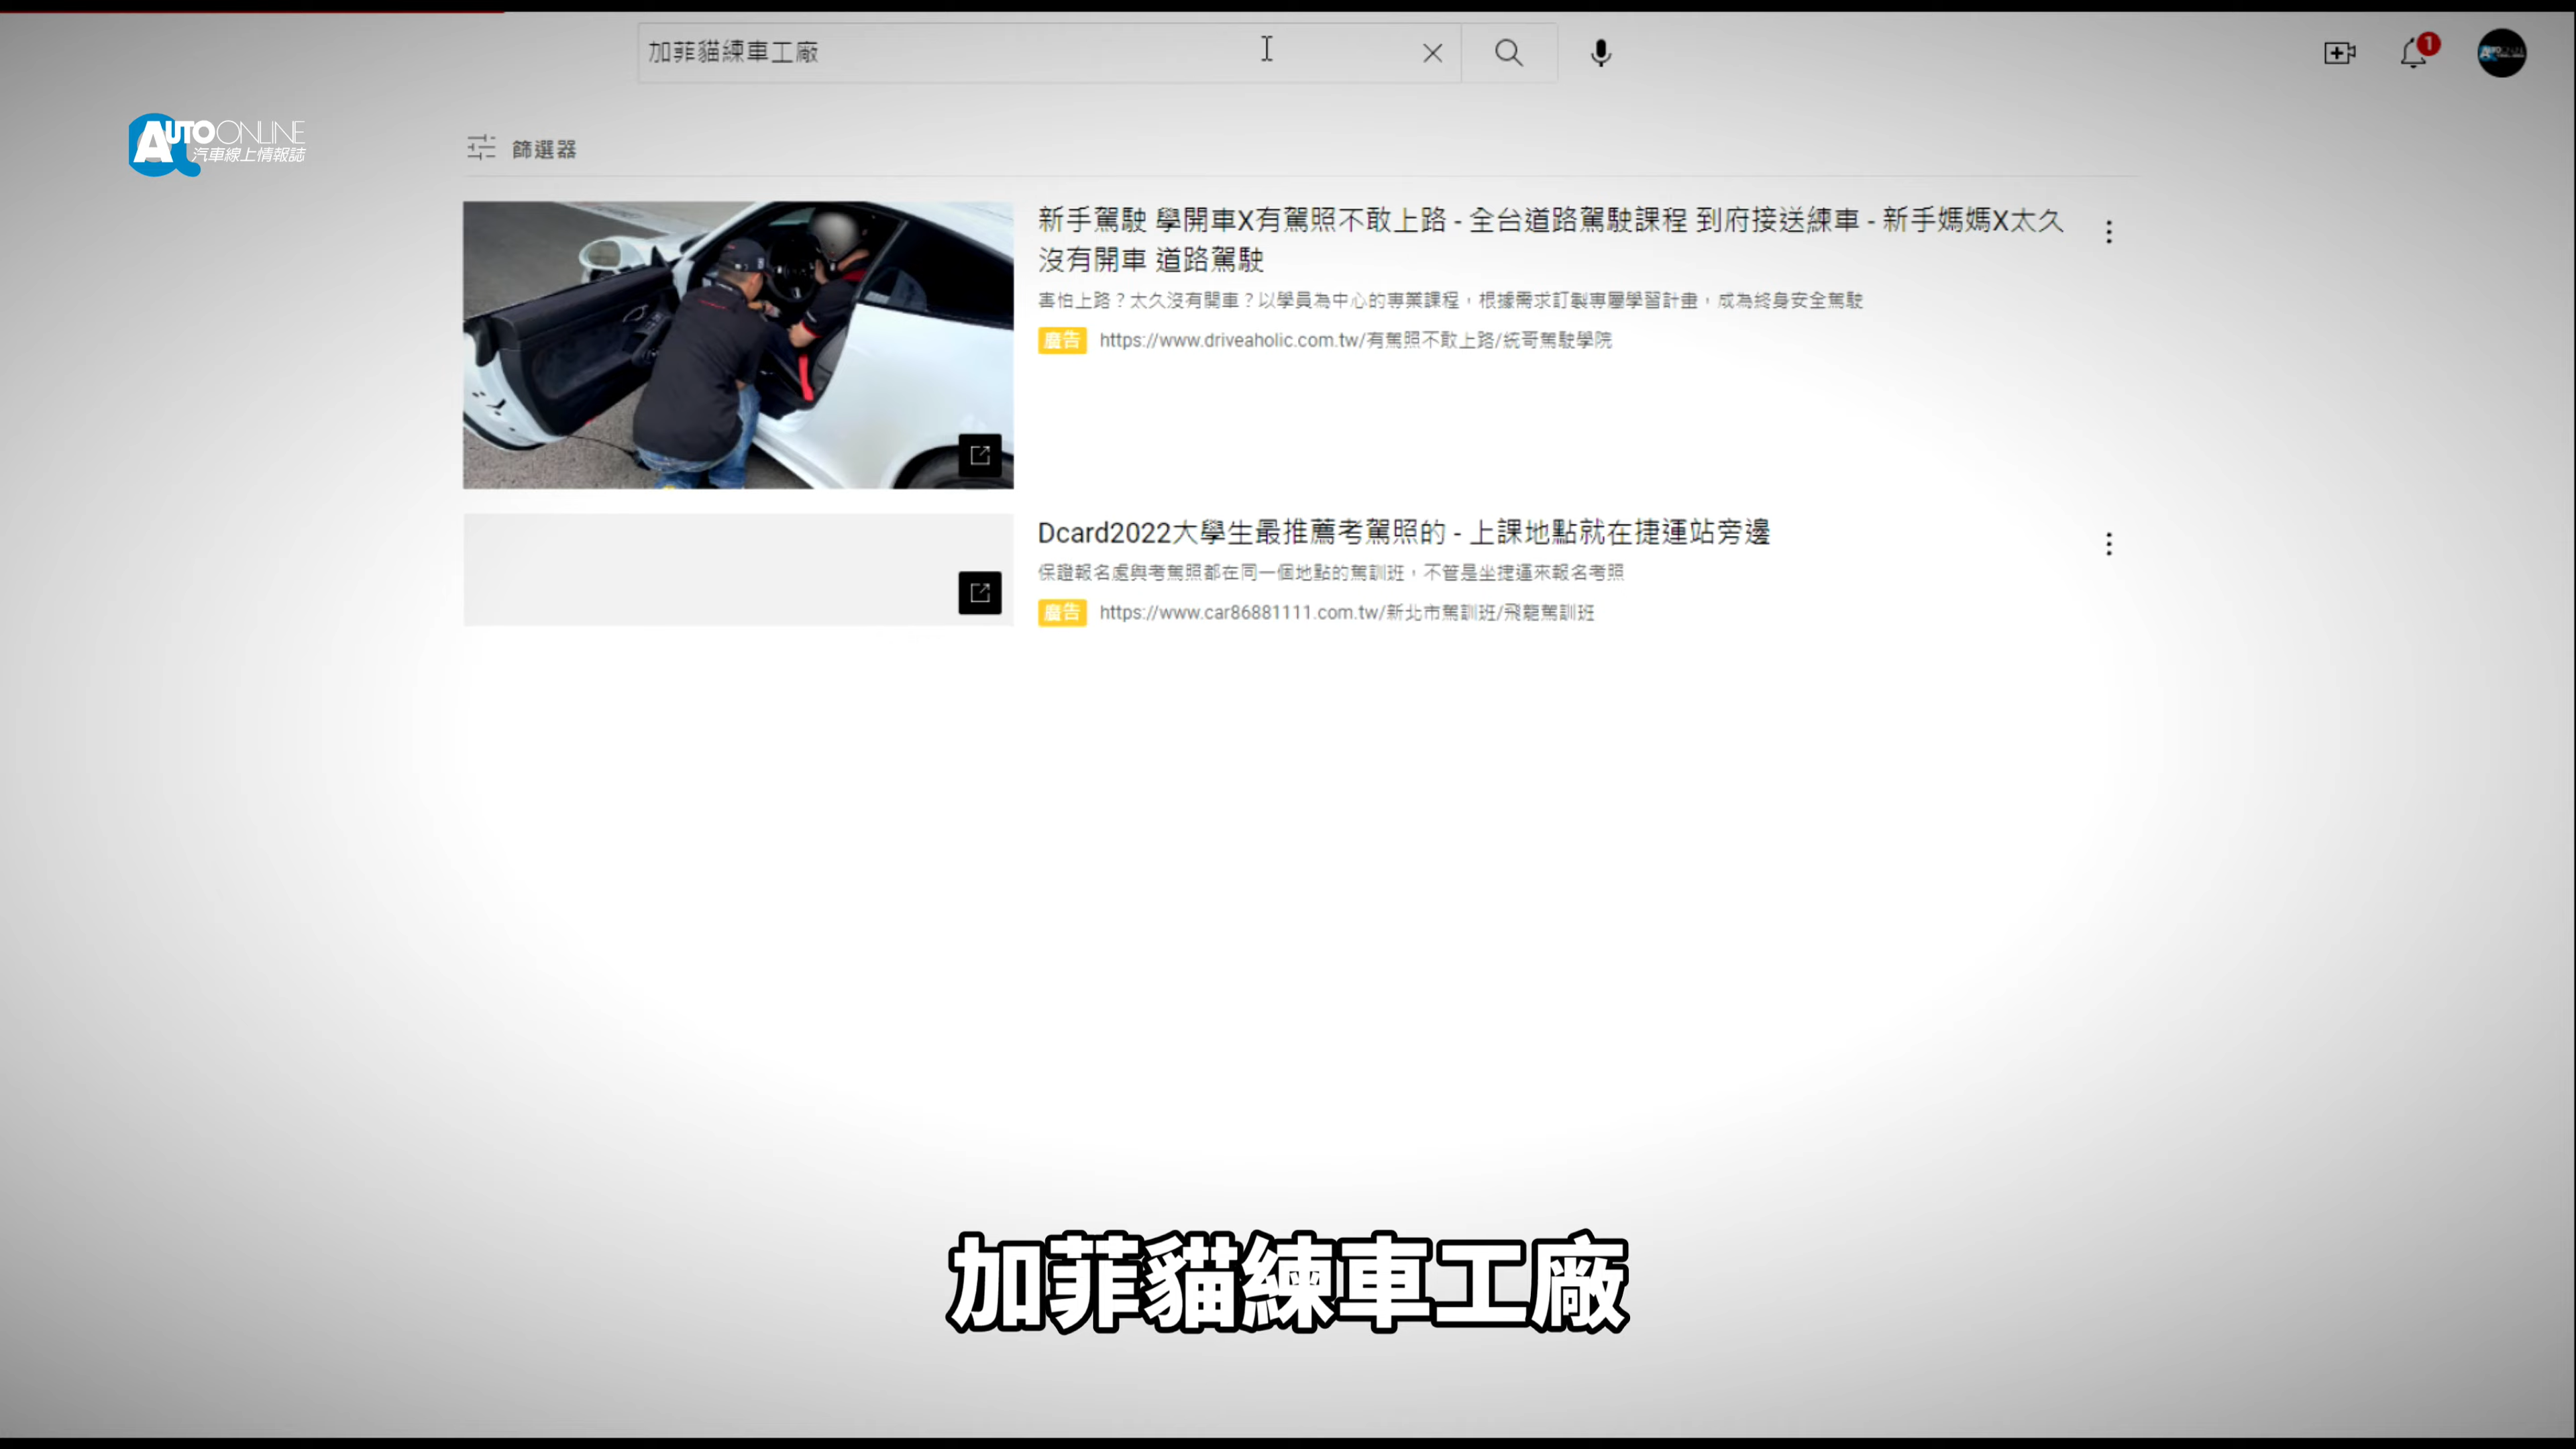 加菲貓練車工廠
1
AUTO ONLINE
汽車線上情報誌
篩選器
新手駕駛 學開車X有駕照不敢上路 - 全台道路駕駛課程 到府接送練車 - 新手媽媽X太久
沒有開車 道路駕駛
害怕上路？太久沒有開車？以學員為中心的專業課程，根據需求訂製專屬學習計畫，成為終身安全駕駛
廣告 https://www.driveaholic.com.tw/有駕照不敢上路/統哥駕駛學院
Dcard2022大學生最推薦考駕照的 - 上課地點就在捷運站旁邊
保證報名處與考駕照都在同一個地點的駕訓班，不管是坐捷運來報名考照
廣告 https://www.car86881111.com.tw/新北市駕訓班/飛龍駕訓班
加菲貓練車工廠